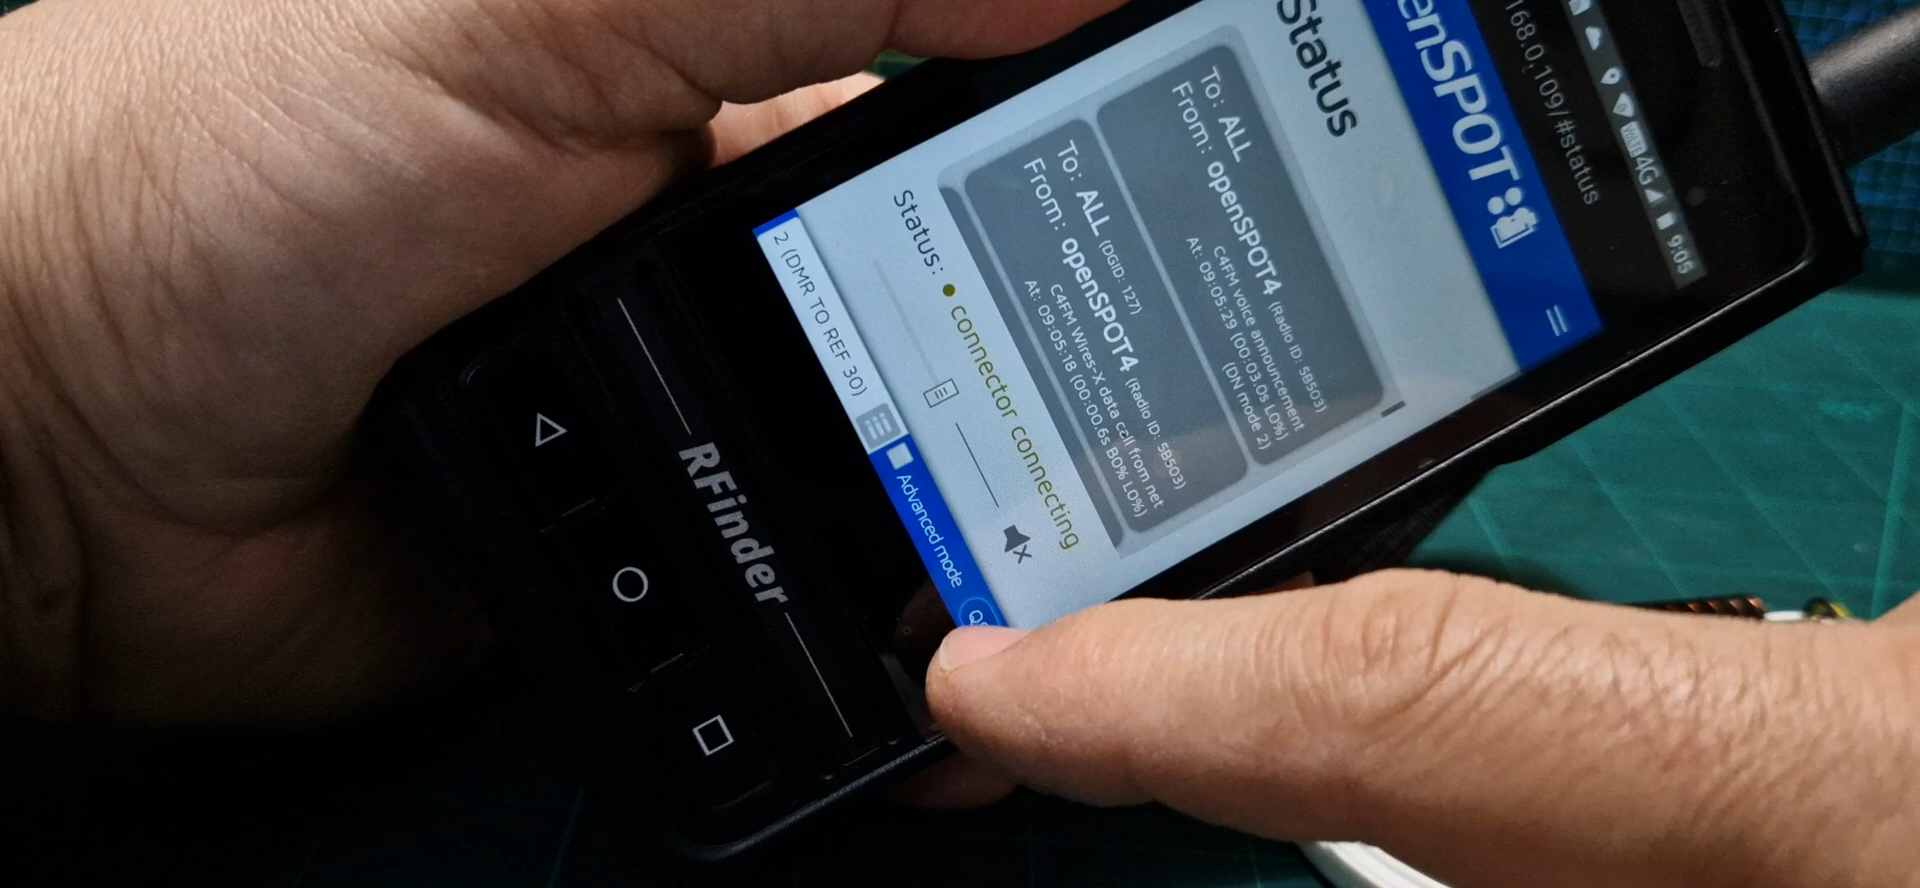 4G 9:05
168.0.109/#status
enSPOT
Status
To: ALL
From: openSPOT4 (Radio ID: 5B503)
C4FM voice announcement
At: 09:05:29 (00:03.0s L0%)
(DN mode 2)
To: ALL (DGID: 127)
From: openSPOT4 (Radio ID: 5B503)
C4FM Wires-X data call from net
At: 09:05:18 (00:00.6s B0% L0%)
Status: connector connecting
2 (DMR TO REF 30)
Advanced mode
RFinder